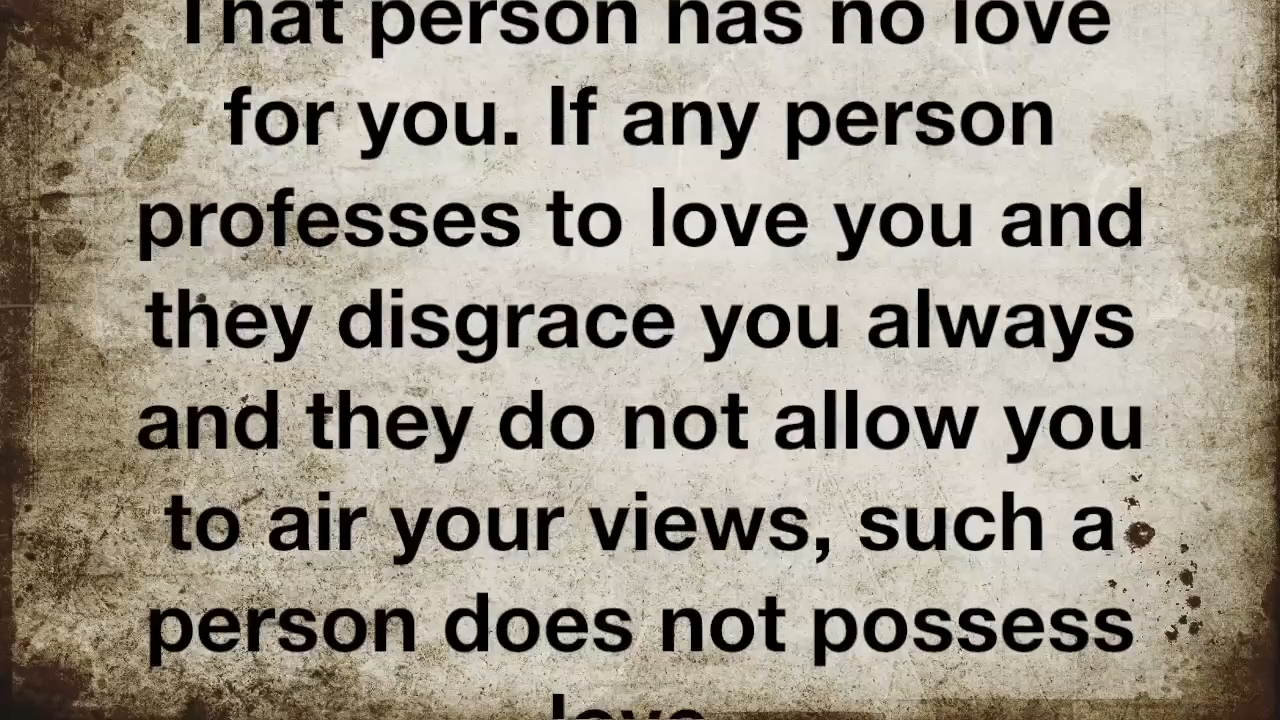 That person has no love
for you. If any person
professes to love you and
they disgrace you always
and they do not allow you
to air your views, such a
person does not possess
love